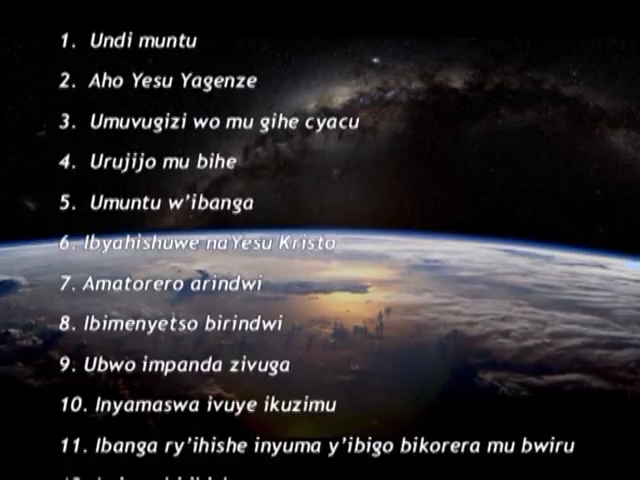 1. Undi muntu
2. Aho Yesu Yagenze
3. Umuvugizi wo mu gihe cyacu
4. Urujijo mu bihe
5. Umuntu w'ibanga
6. Ibyahishuwe na Yesu Kristo
7. Amatorero arindwi
8. Ibimenyetso birindwi
9. Ubwo impanda zivuga
10. Inyamaswa ivuye ikuzimu
11. Ibanga ry'ihishe inyuma y'ibigo bikorera mu bwiru